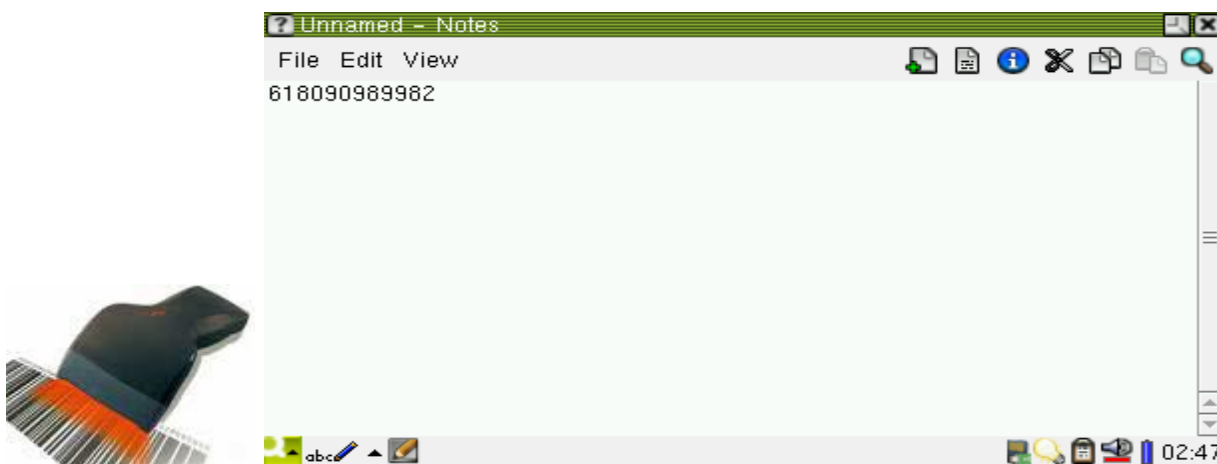 Unnamed – Notes
File Edit View
618090989982
abc
02:47